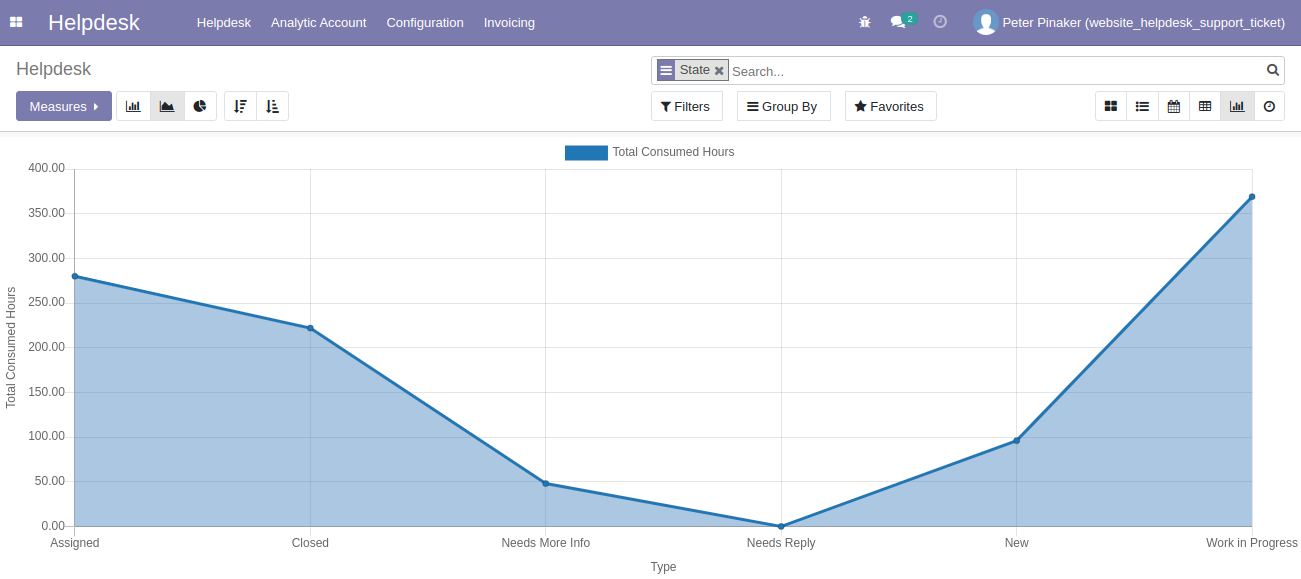 Helpdesk Helpdesk Analytic Account Configuration Invoicing 2 Peter Pinaker (website_helpdesk_support_ticket)
Helpdesk
State Search...
Measures Filters Group By Favorites
Total Consumed Hours
400.00
350.00
300.00
250.00
200.00
150.00
100.00
50.00
0.00
Total Consumed Hours
Assigned Closed Needs More Info Needs Reply New Work in Progress
Type